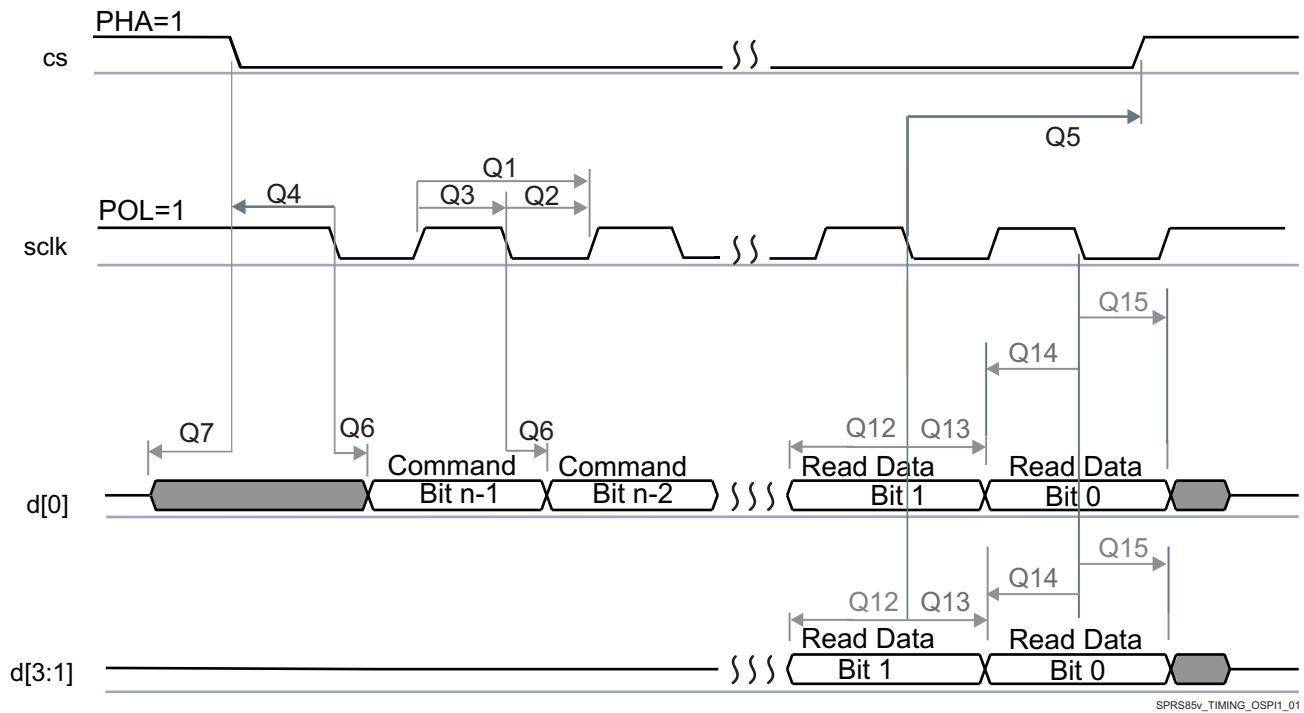 PHA=1
cs
Q5
Q1
Q4
Q3
Q2
POL=1
sclk
Q15
Q14
Q7
Q6
Q6
Q12
Q13
Command
Command
Read Data
Read Data
d[0]
Bit n-1
Bit n-2
Bit 1
Bit 0
Q15
Q14
Q12
Q13
Read Data
Read Data
d[3:1]
Bit 1
Bit 0
SPRS85v_TIMING_OSPI1_01